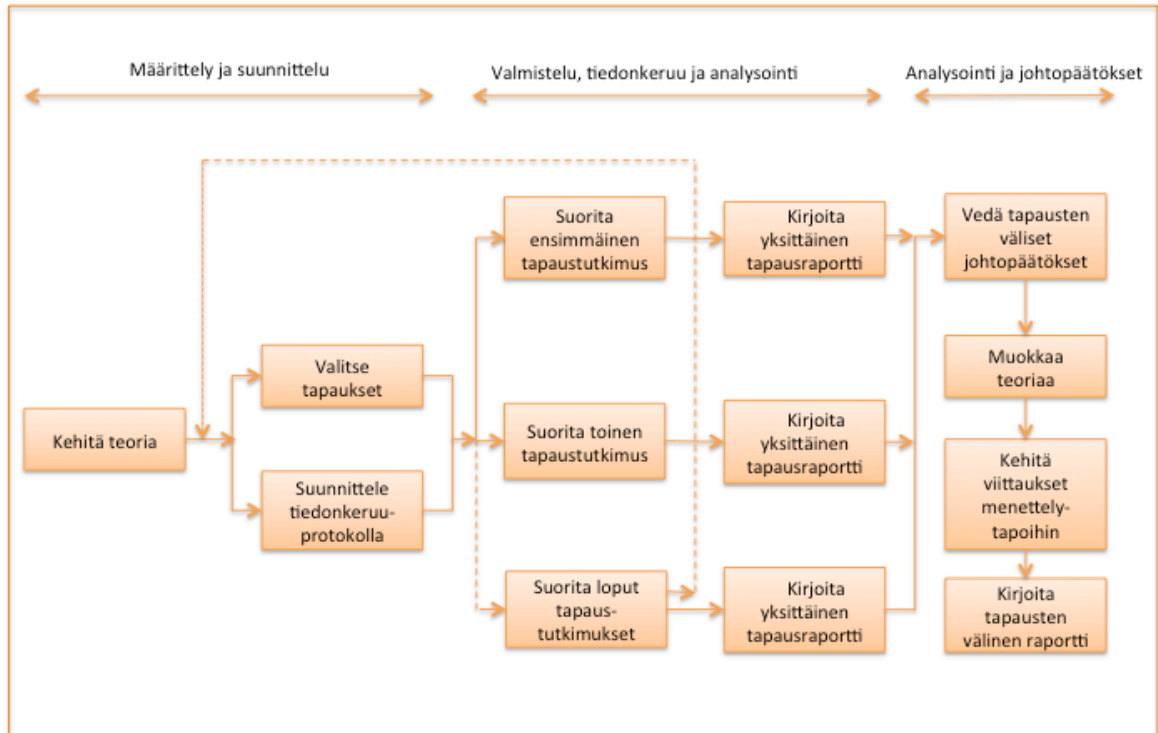 Määrittely ja suunnittelu
Valmistelu, tiedonkeruu ja analysointi
Analysointi ja johtopäätökset
Kehitä teoria
Valitse
tapaukset
Suunnittele
tiedonkeruu-
protokolla
Suorita
ensimmäinen
tapaustutkimus
Kirjoita
yksittäinen
tapausraportti
Suorita toinen
tapaustutkimus
Kirjoita
yksittäinen
tapausraportti
Suorita loput
tapaus-
tutkimukset
Kirjoita
yksittäinen
tapausraportti
Vedä tapausten
väliset
johtopäätökset
Muokkaa
teoriaa
Kehitä
viittaukset
menettely-
tapoihin
Kirjoita
tapausten
välinen raportti